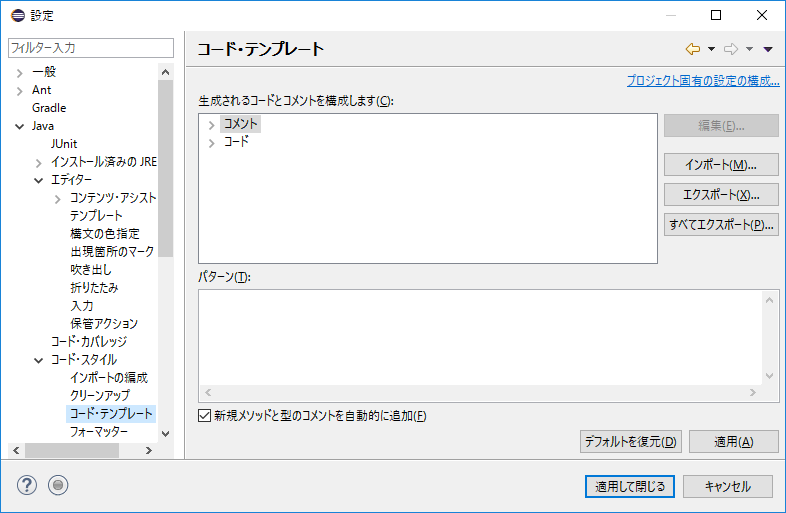 設定
フィルター入力
一般
Ant
Gradle
Java
JUnit
インストール済みの JRE
エディター
コンテンツ・アシスト
テンプレート
構文の色指定
出現箇所のマーク
吹き出し
折りたたみ
入力
保管アクション
コード・カバレッジ
コード・スタイル
インポートの編成
クリーンアップ
コード・テンプレート
フォーマッター
コード・テンプレート
プロジェクト固有の設定の構成...
生成されるコードとコメントを構成します(C):
コメント
コード
編集(E)...
インポート(M)...
エクスポート(X)...
すべてエクスポート(P)...
パターン(T):
新規メソッドと型のコメントを自動的に追加(F)
デフォルトを復元(D)
適用(A)
適用して閉じる
キャンセル